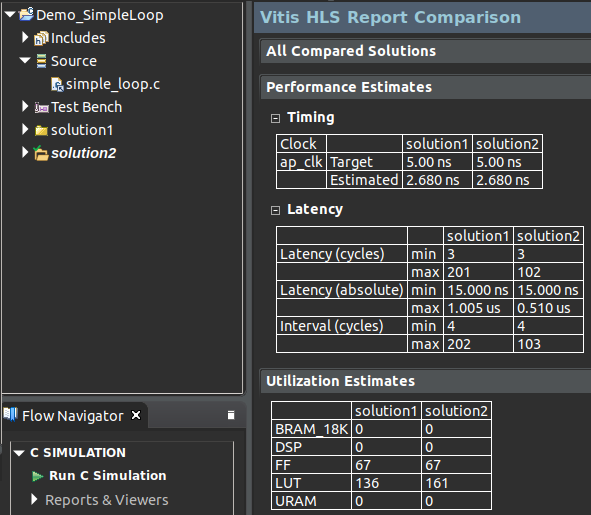 Demo_SimpleLoop
Includes
Source
simple_loop.c
Test Bench
solution1
solution2
Flow Navigator
C SIMULATION
Run C Simulation
Reports & Viewers
Vitis HLS Report Comparison
All Compared Solutions
Performance Estimates
Timing
Clock solution1 solution2
ap_clk Target 5.00 ns 5.00 ns
Estimated 2.680 ns 2.680 ns
Latency
solution1 solution2
Latency (cycles) min 3 3
max 201 102
Latency (absolute) min 15.000 ns 15.000 ns
max 1.005 us 0.510 us
Interval (cycles) min 4 4
max 202 103
Utilization Estimates
solution1 solution2
BRAM_18K 0 0
DSP 0 0
FF 67 67
LUT 136 161
URAM 0 0